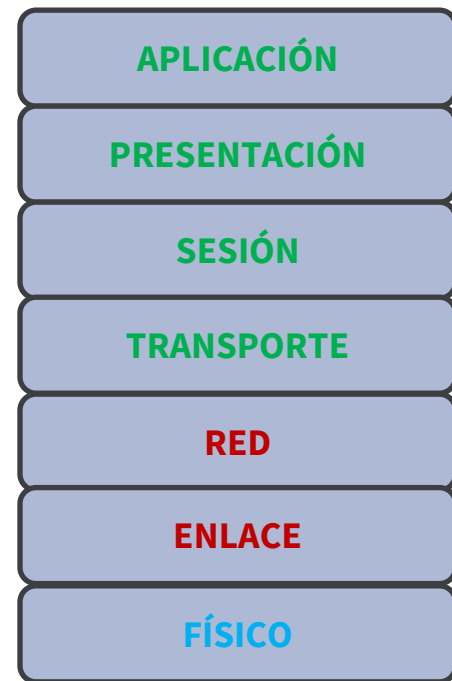 APLICACIÓN
PRESENTACIÓN
SESIÓN
TRANSPORTE
RED
ENLACE
FÍSICO